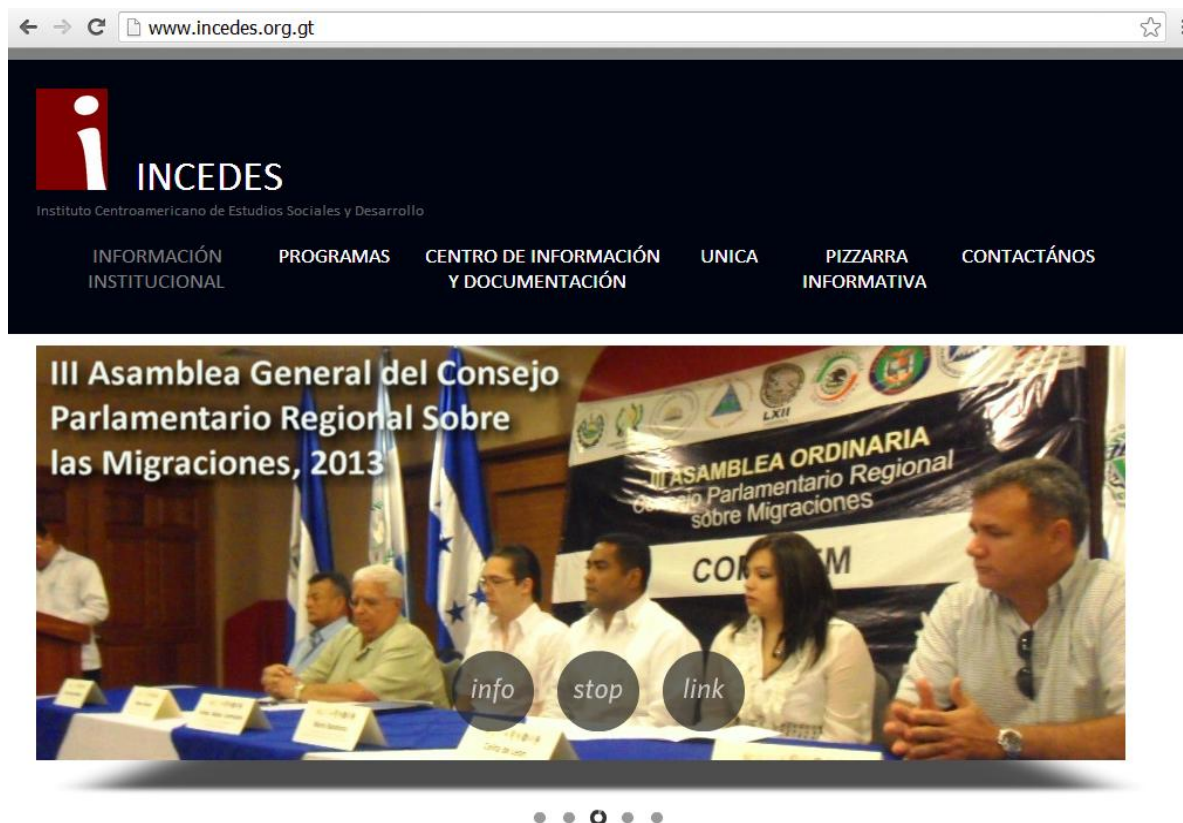 www.incedes.org.gt
i
INCEDES
Instituto Centroamericano de Estudios Sociales y Desarrollo
INFORMACIÓN
INSTITUCIONAL
PROGRAMAS
CENTRO DE INFORMACIÓN
Y DOCUMENTACIÓN
UNICA
PIZZARRA
INFORMATIVA
CONTACTÁNOS
III Asamblea General del Consejo
Parlamentario Regional Sobre
las Migraciones, 2013
LXII
III ASAMBLEA ORDINARIA
Consejo Parlamentario Regional
sobre Migraciones
info
stop
link